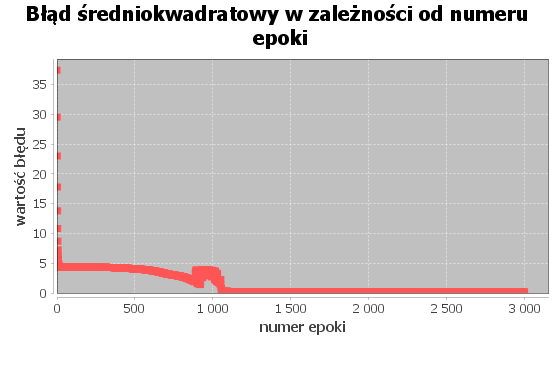 Błąd średniokwadratowy w zależności od numeru
epoki
wartość błędu
35
30
25
20
15
10
5
0
0 500 1 000 1 500 2 000 2 500 3 000
numer epoki